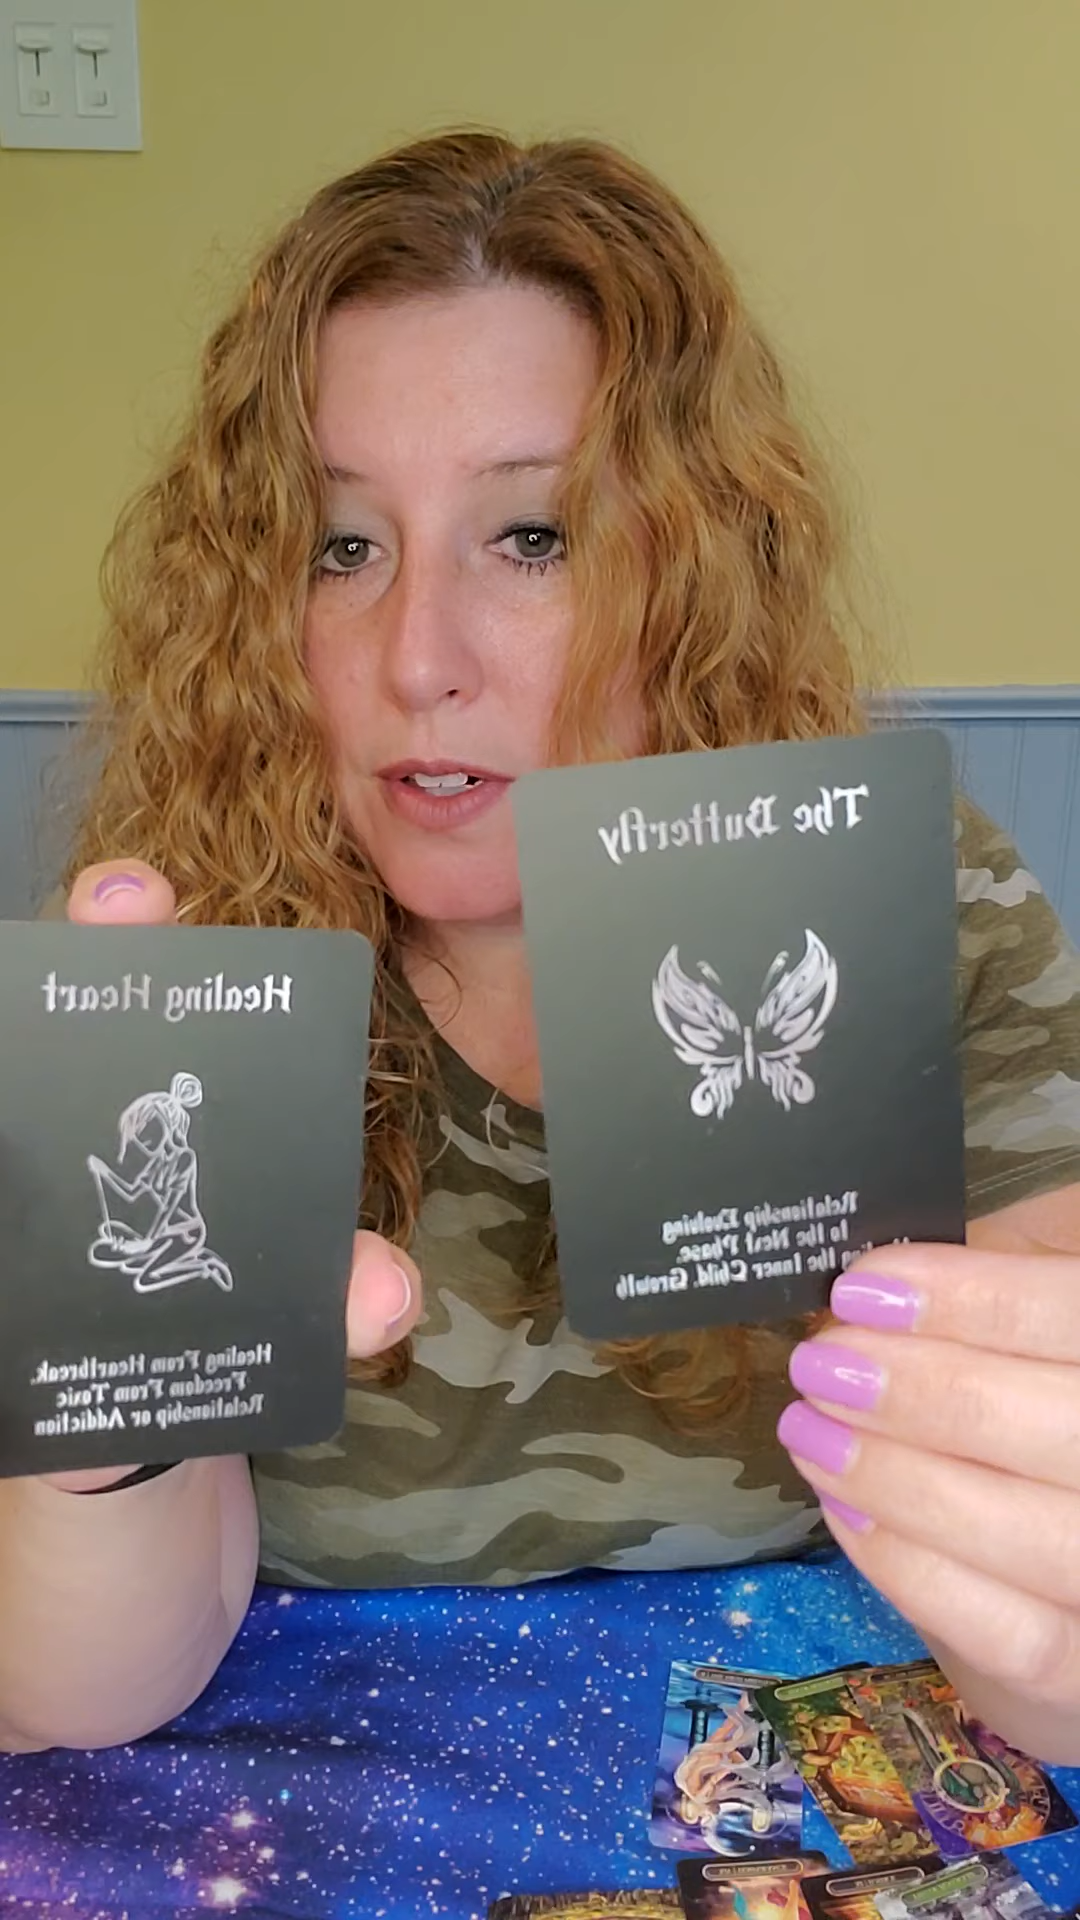 Healing Heart
Healing From Heartbreak.
Freedom From Toxic
Relationship or Addiction
The Butterfly
Relationship Evolving
to the Next Phase.
the Inner Child. Growth